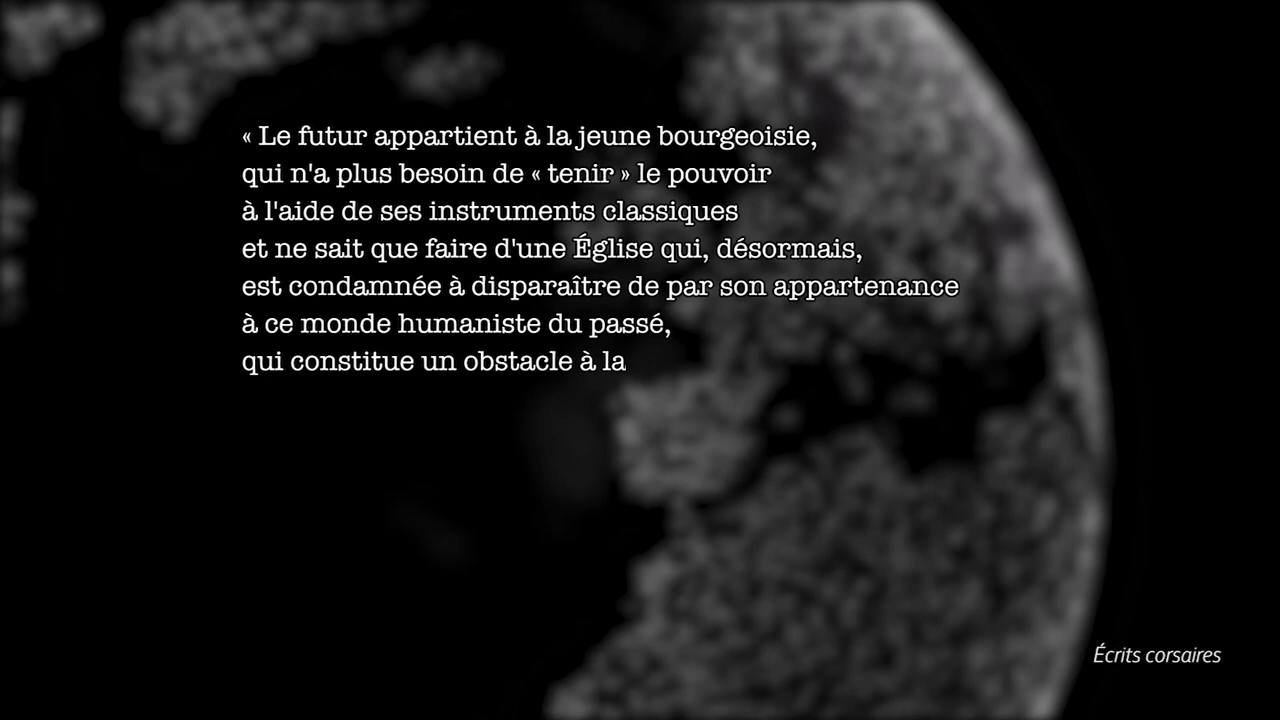 « Le futur appartient à la jeune bourgeoisie,
qui n'a plus besoin de « tenir » le pouvoir
à l'aide de ses instruments classiques
et ne sait que faire d'une Église qui, désormais,
est condamnée à disparaître de par son appartenance
à ce monde humaniste du passé,
qui constitue un obstacle à la
Écrits corsaires